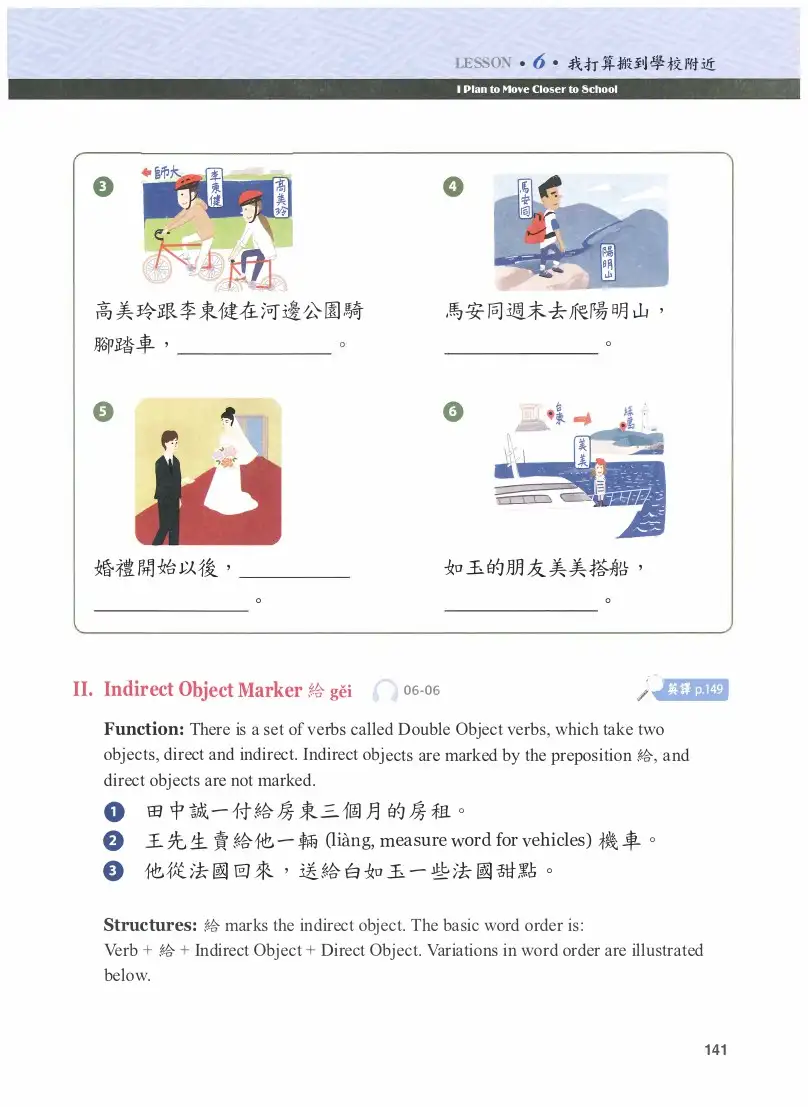 LESSON • 6 • 我打算搬到學校附近
I Plan to Move Closer to School
3
師大
李東健
高美玲
高美玲跟李東健在河邊公園騎
腳踏車，______________。
4
馬安同
陽明山
馬安同週末去爬陽明山，
______________。
5
婚禮開始以後，__________
______________。
6
台東
綠島
美美
如玉的朋友美美搭船，
______________。
II. Indirect Object Marker 給 gěi
06-06
英譯 p.149
Function: There is a set of verbs called Double Object verbs, which take two
objects, direct and indirect. Indirect objects are marked by the preposition 給, and
direct objects are not marked.
1 田中誠一付給房東三個月的房租。
2 王先生賣給他一輛 (liàng, measure word for vehicles) 機車。
3 他從法國回來，送給白如玉一些法國甜點。
Structures: 給 marks the indirect object. The basic word order is:
Verb + 給 + Indirect Object + Direct Object. Variations in word order are illustrated
below.
141